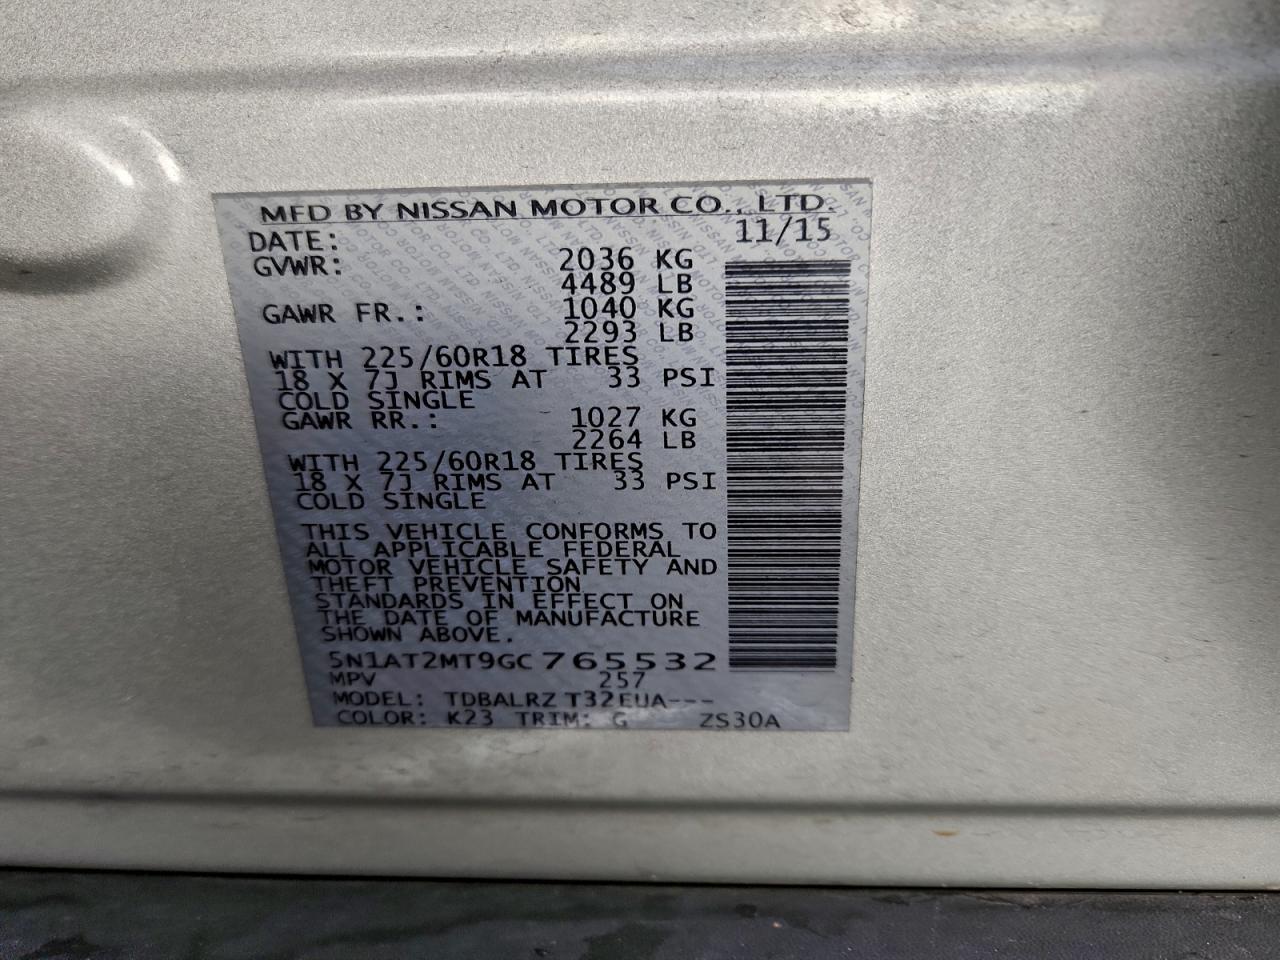 MFD BY NISSAN MOTOR CO., LTD.
DATE: 11/15
GVWR: 2036 KG
4489 LB
GAWR FR.: 1040 KG
2293 LB
WITH 225/60R18 TIRES
18 X 7J RIMS AT 33 PSI
COLD SINGLE
GAWR RR.: 1027 KG
2264 LB
WITH 225/60R18 TIRES
18 X 7J RIMS AT 33 PSI
COLD SINGLE
THIS VEHICLE CONFORMS TO
ALL APPLICABLE FEDERAL
MOTOR VEHICLE SAFETY AND
THEFT PREVENTION
STANDARDS IN EFFECT ON
THE DATE OF MANUFACTURE
SHOWN ABOVE.
5N1AT2MT9GC765532
MPV 257
MODEL: TDBALRZ T32EUA---
COLOR: K23 TRIM: G ZS30A